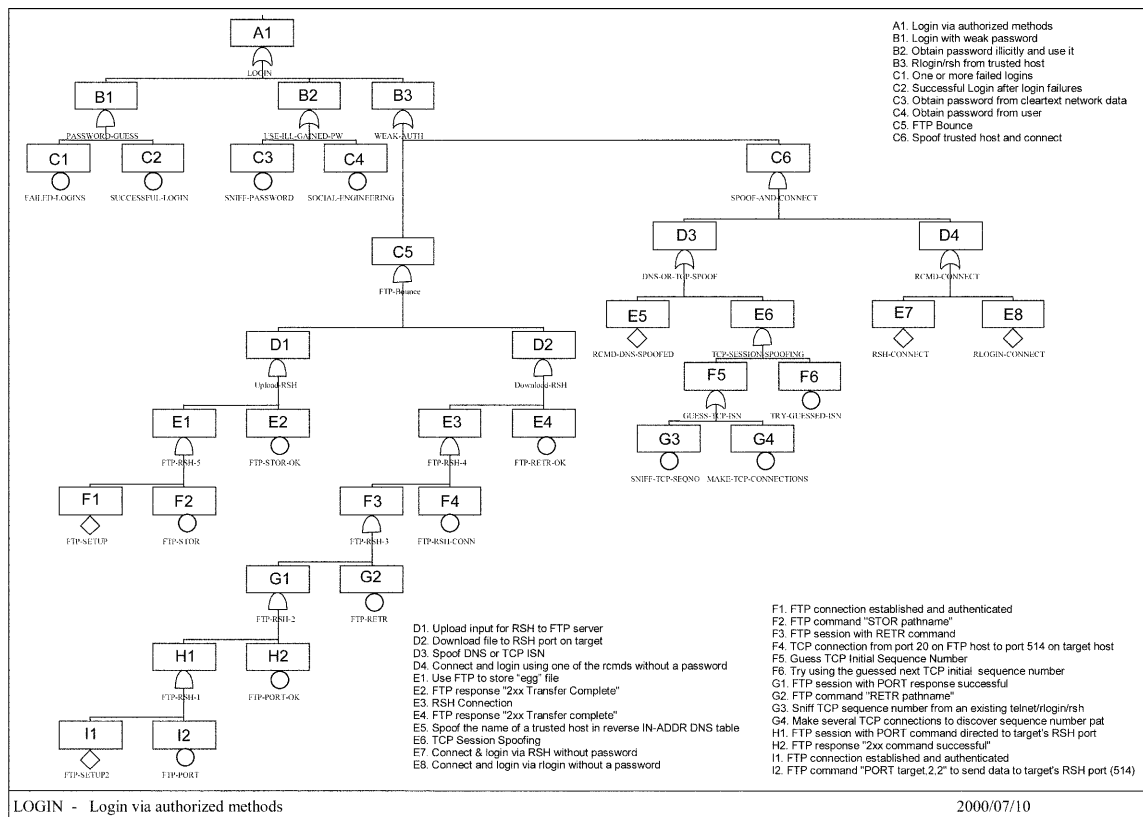 A1
LOGIN
A1. Login via authorized methods
B1. Login with weak password
B2. Obtain password illicitly and use it
B3. Rlogin/rsh from trusted host
C1. One or more failed logins
C2. Successful Login after login failures
C3. Obtain password from cleartext network data
C4. Obtain password from user
C5. FTP Bounce
C6. Spoof trusted host and connect
B1
B2
B3
PASSWORD-GUESS
USE-ILL-GAINED-PW
WEAK-AUTH
C1
C2
C3
C4
C6
FAILED-LOGINS
SUCCESSFUL-LOGIN
SNIFF-PASSWORD
SOCIAL-ENGINEERING
SPOOF-AND-CONNECT
C5
FTP-Bounce
D3
D4
DNS-OR-TCP-SPOOF
RCMD-CONNECT
E5
E6
E7
E8
RCMD-DNS-SPOOFED
TCP-SESSION-SPOOFING
RSH-CONNECT
RLOGIN-CONNECT
D1
D2
Upload-RSH
Download-RSH
F5
F6
GUESS-TCP-ISN
TRY-GUESSED-ISN
E1
E2
E3
E4
FTP-RSH-5
FTP-STOR-OK
FTP-RSH-4
FTP-RETR-OK
G3
G4
SNIFF-TCP-SEQNO
MAKE-TCP-CONNECTIONS
F1
F2
F3
F4
FTP-SETUP
FTP-STOR
FTP-RSH-3
FTP-RSH-CONN
G1
G2
FTP-RSH-2
FTP-RETR
H1
H2
FTP-RSH-1
FTP-PORT-OK
I1
I2
FTP-SETUP2
FTP-PORT
D1. Upload input for RSH to FTP server
D2. Download file to RSH port on target
D3. Spoof DNS or TCP ISN
D4. Connect and login using one of the rcmds without a password
E1. Use FTP to store "egg" file
E2. FTP response "2xx Transfer Complete"
E3. RSH Connection
E4. FTP response "2xx Transfer complete"
E5. Spoof the name of a trusted host in reverse IN-ADDR DNS table
E6. TCP Session Spoofing
E7. Connect & login via RSH without password
E8. Connect and login via rlogin without a password
F1. FTP connection established and authenticated
F2. FTP command "STOR pathname"
F3. FTP session with RETR command
F4. TCP connection from port 20 on FTP host to port 514 on target host
F5. Guess TCP Initial Sequence Number
F6. Try using the guessed next TCP initial sequence number
G1. FTP session with PORT response successful
G2. FTP command "RETR pathname"
G3. Sniff TCP sequence number from an existing telnet/rlogin/rsh
G4. Make several TCP connections to discover sequence number pat
H1. FTP session with PORT command directed to target's RSH port
H2. FTP response "2xx command successful"
I1. FTP connection established and authenticated
I2. FTP command "PORT target,2,2" to send data to target's RSH port (514)
LOGIN - Login via authorized methods
2000/07/10